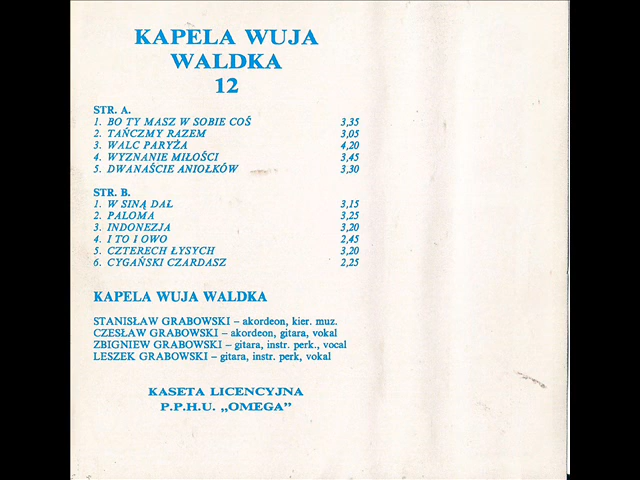 KAPELA WUJA
WALDKA
12
STR. A.
1. BO TY MASZ W SOBIE COŚ 3,35
2. TAŃCZMY RAZEM 3,05
3. WALC PARYŻA 4,20
4. WYZNANIE MIŁOŚCI 3,45
5. DWANAŚCIE ANIOŁKÓW 3,30
STR. B.
1. W SINĄ DAL 3,15
2. PALOMA 3,25
3. INDONEZJA 3,20
4. I TO I OWO 2,45
5. CZTERECH ŁYSYCH 3,20
6. CYGAŃSKI CZARDASZ 2,25
KAPELA WUJA WALDKA
STANISŁAW GRABOWSKI – akordeon, kier. muz.
CZESŁAW GRABOWSKI – akordeon, gitara, vokal
ZBIGNIEW GRABOWSKI – gitara, instr. perk., vocal
LESZEK GRABOWSKI – gitara, instr. perk, vokal
KASETA LICENCYJNA
P.P.H.U. „OMEGA”